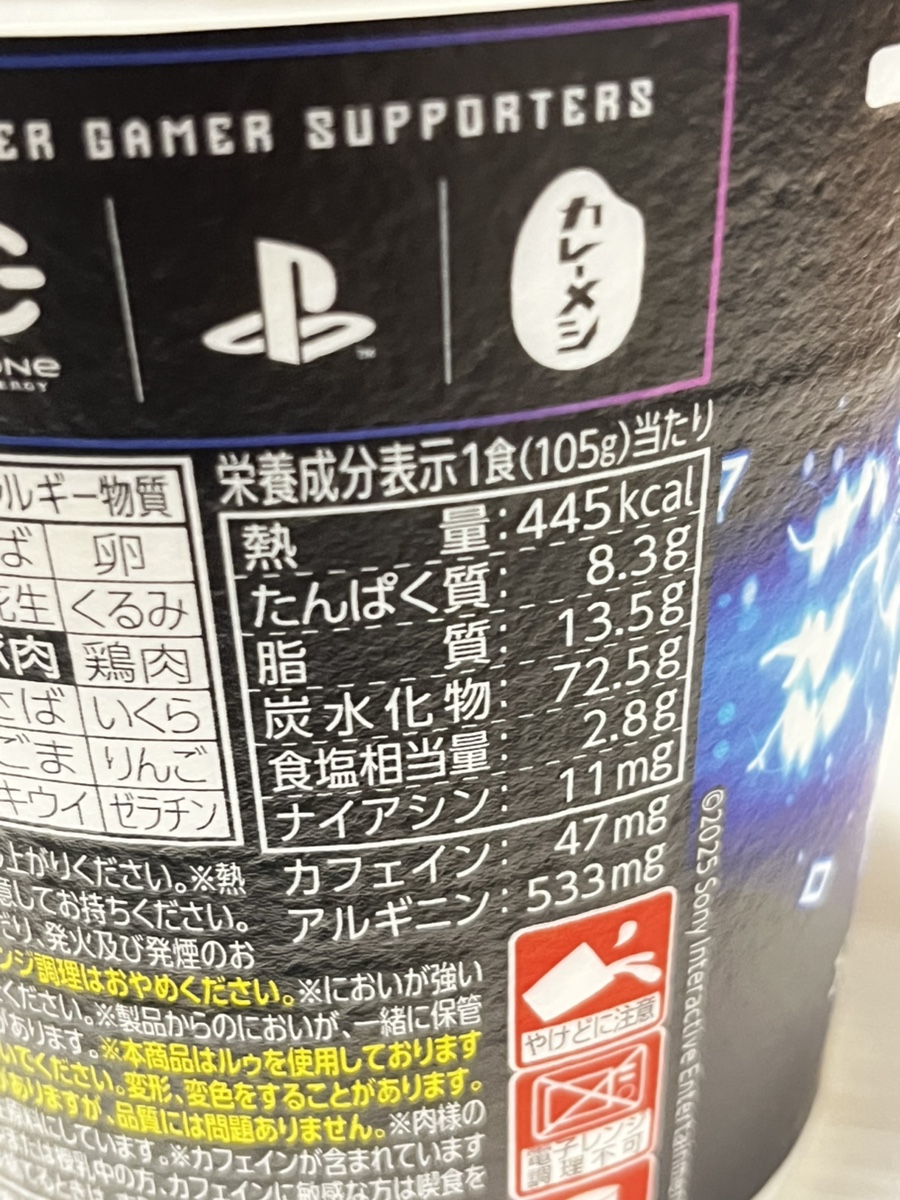 ER GAMER SUPPORTERS
カレーメシ
TM
栄養成分表示1食(105g)当たり
熱量:445kcal
たんぱく質:8.3g
脂質:13.5g
炭水化物:72.5g
食塩相当量:2.8g
ナイアシン:11mg
カフェイン:47mg
アルギニン:533mg
ルギー物質
ば 卵
生 くるみ
肉 鶏肉
さば いくら
ごま りんご
キウイ ゼラチン
上がりください。※熱
してお持ちください。
だり、発火及び発煙のお
ンジ調理はおやめください。※においが強い
ください。※製品からのにおいが、一緒に保管
があります。※本商品はルゥを使用しております
いてください。変形、変色をすることがあります。
ありますが、品質には問題ありません。※肉様の
にしています。※カフェインが含まれています
授乳中の方、カフェインに敏感な方は喫食を
やけどに注意
電子レンジ
調理不可
©2025 Sony Interactive Entertainme